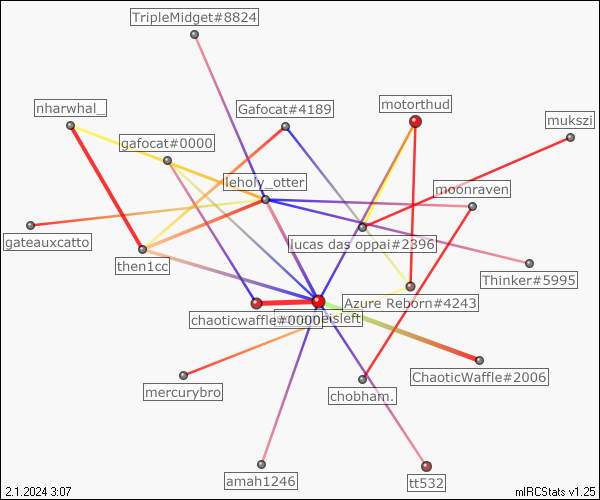 TripleMidget#8824
nharwhal_
Gafocat#4189
motorthud
mukszi
gafocat#0000
leholy_otter
moonraven
gateauxcatto
lucas das oppai#2396
then1cc
Thinker#5995
Azure Reborn#4243
chaoticwaffle#0000
isleft
ChaoticWaffle#2006
mercurybro
chobham.
amah1246
tt532
2.1.2024 3:07
mIRCStats v1.25